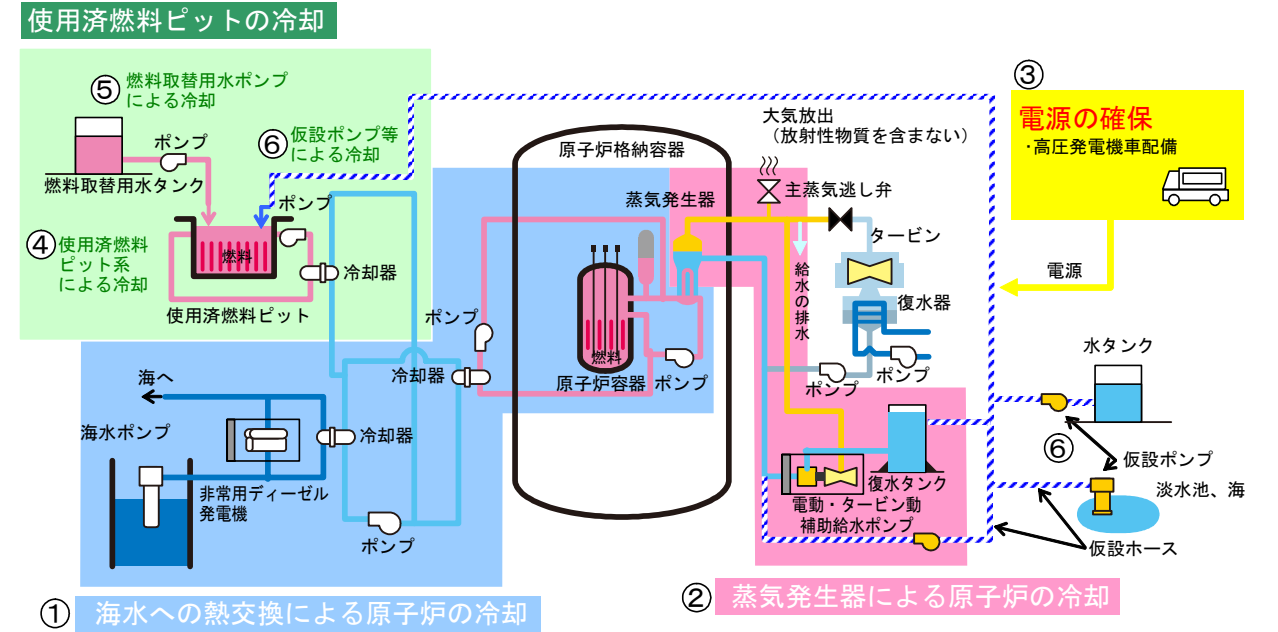 使用済燃料ピットの冷却
⑤
燃料取替用水ポンプ
による冷却
ポンプ
燃料取替用水タンク
⑥
仮設ポンプ等
による冷却
ポンプ
④
使用済燃料
ピット系
による冷却
燃料
冷却器
使用済燃料ピット
海へ
海水ポンプ
冷却器
非常用ディーゼル
発電機
ポンプ
ポンプ
冷却器
原子炉格納容器
燃料
原子炉容器
ポンプ
蒸気発生器
大気放出
（放射性物質を含まない）
主蒸気逃し弁
タービン
給水の排水
復水器
ポンプ
ポンプ
復水タンク
電動・タービン動
補助給水ポンプ
③
電源の確保
・高圧発電機車配備
電源
水タンク
⑥
仮設ポンプ
淡水池、海
仮設ホース
① 海水への熱交換による原子炉の冷却
② 蒸気発生器による原子炉の冷却